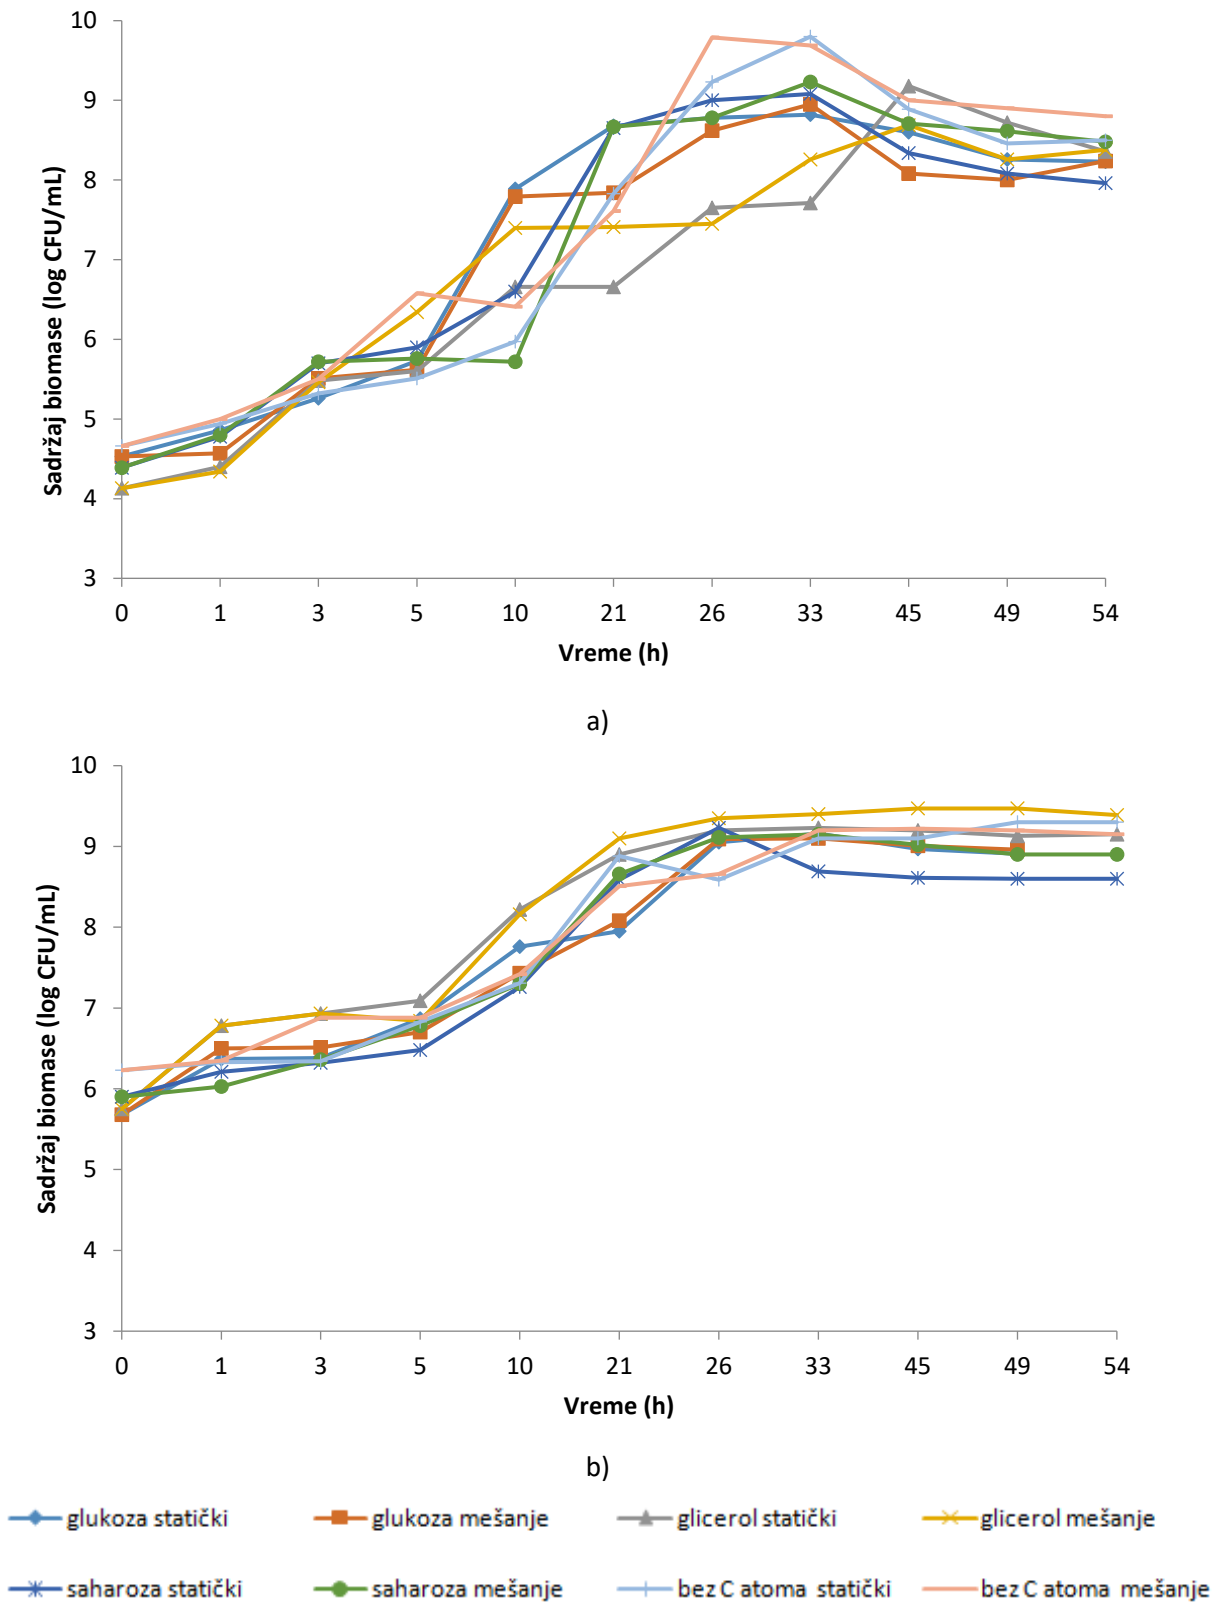 10
9
8
7
6
5
4
3
Sadržaj biomase (log CFU/mL)
0 1 3 5 10 21 26 33 45 49 54
Vreme (h)
a)
10
9
8
7
6
5
4
3
Sadržaj biomase (log CFU/mL)
0 1 3 5 10 21 26 33 45 49 54
Vreme (h)
b)
glukoza statički glukoza mešanje glicerol statički glicerol mešanje
saharoza statički saharoza mešanje bez C atoma statički bez C atoma mešanje